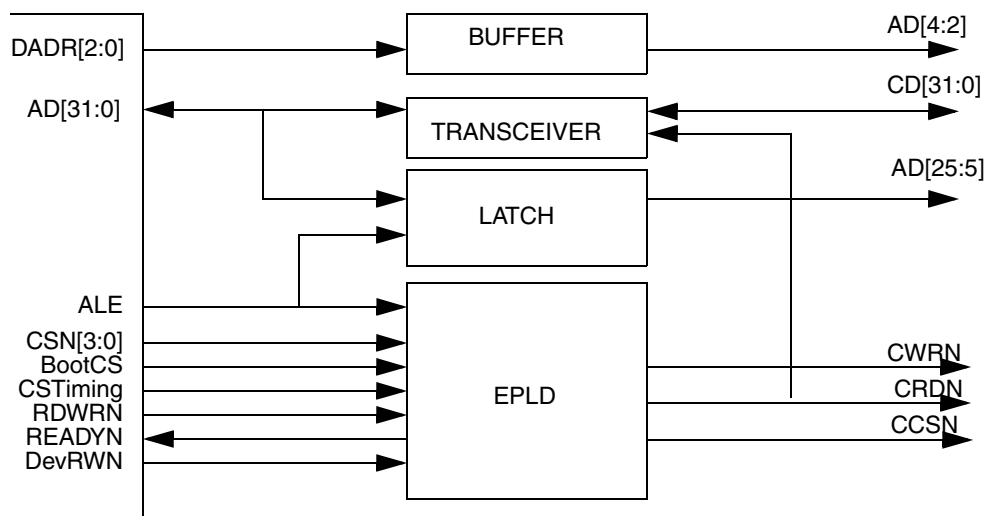 DADR[2:0]
BUFFER
AD[4:2]
AD[31:0]
TRANSCEIVER
CD[31:0]
LATCH
AD[25:5]
ALE
CSN[3:0]
BootCS
CSTiming
RDWRN
READYN
DevRWN
EPLD
CWRN
CRDN
CCSN